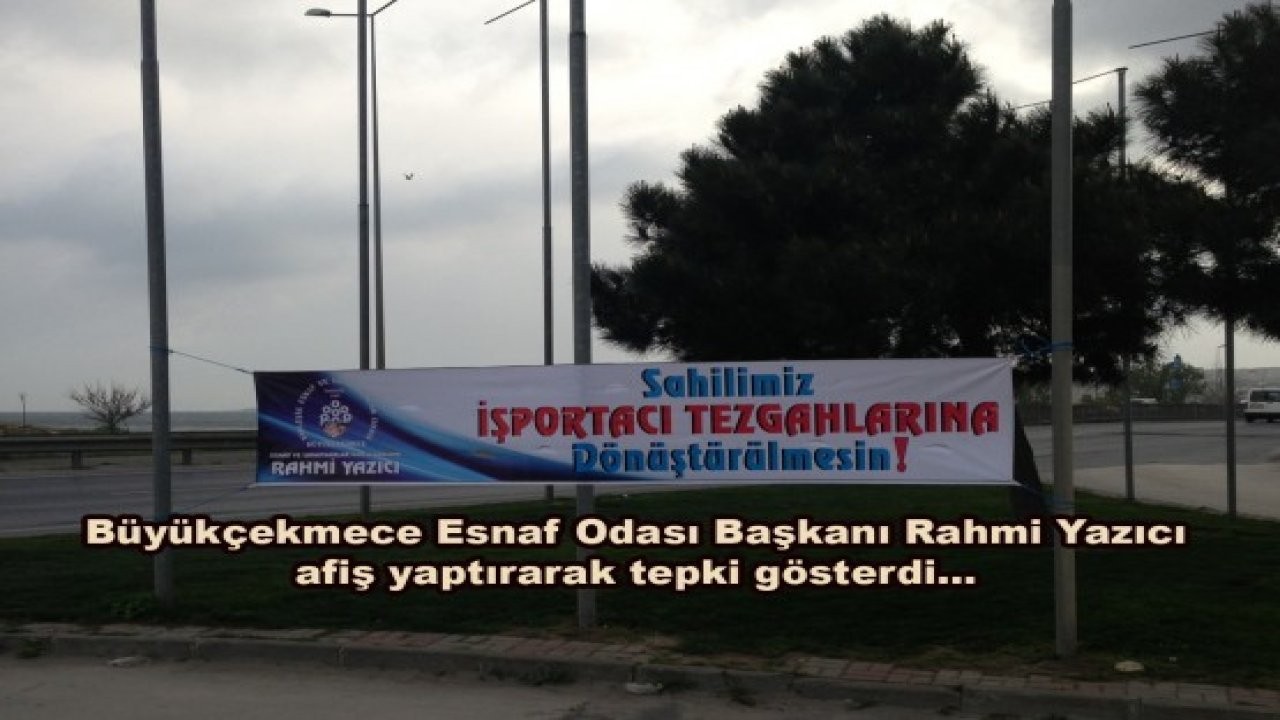 Sahilimiz
İŞPORTACI TEZGAHLARINA
Dönüştürülmesin!
RAHMİ YAZICI
Büyükçekmece Esnaf Odası Başkanı Rahmi Yazıcı
afiş yaptırarak tepki gösterdi...